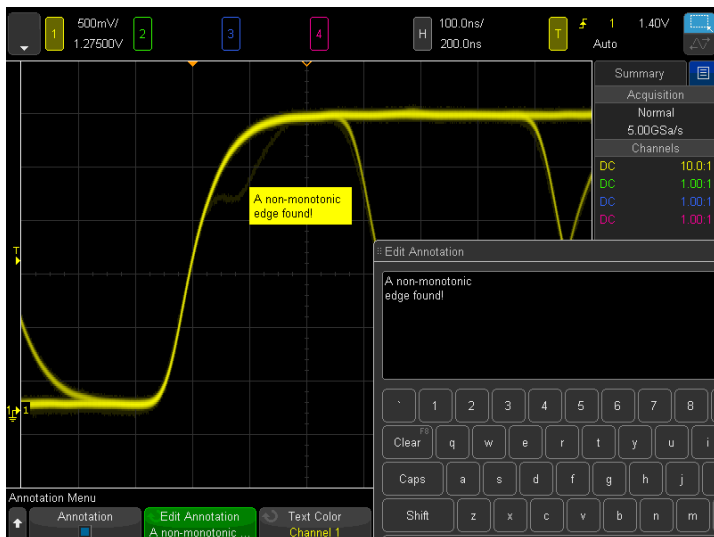 1 500mV/ 1.27500V 2 3 4 H 100.0ns/ 200.0ns T 1 1.40V Auto
Summary
Acquisition
Normal
5.00GSa/s
Channels
DC 10.0:1
DC 1.00:1
DC 1.00:1
DC 1.00:1
A non-monotonic
edge found!
T
1 1
Edit Annotation
A non-monotonic
edge found!
` 1 2 3 4 5 6 7 8
Clear F8 q w e r t y u i
Caps a s d f g h j
Shift z x c v b n m
Annotation Menu
Annotation
Edit Annotation
A non-monotonic ...
Text Color
Channel 1